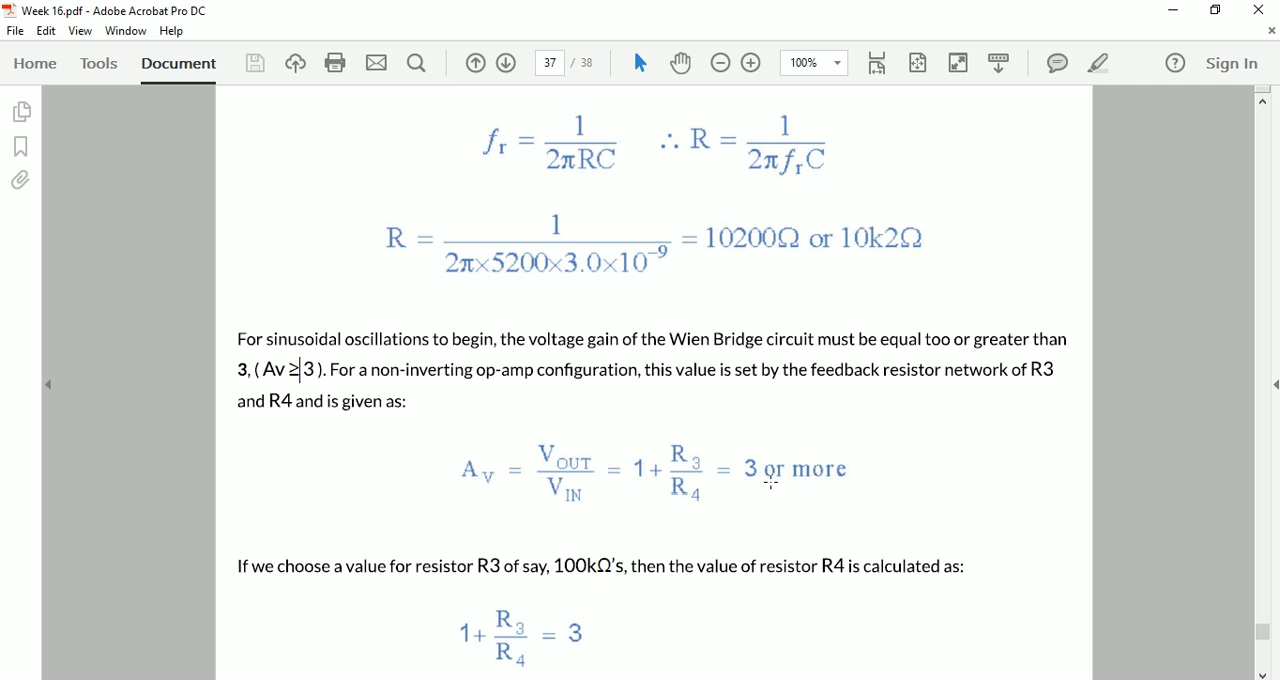 Week 16.pdf - Adobe Acrobat Pro DC
File Edit View Window Help
Home Tools Document 37 / 38 100% Sign In
fr = 1 / 2πRC ∴ R = 1 / 2πfrC
R = 1 / 2π×5200×3.0×10⁻⁹ = 10200Ω or 10k2Ω
For sinusoidal oscillations to begin, the voltage gain of the Wien Bridge circuit must be equal too or greater than
3, ( Av ≥ 3 ). For a non-inverting op-amp configuration, this value is set by the feedback resistor network of R3
and R4 and is given as:
AV = VOUT / VIN = 1 + R3 / R4 = 3 or more
If we choose a value for resistor R3 of say, 100kΩ's, then the value of resistor R4 is calculated as:
1 + R3 / R4 = 3